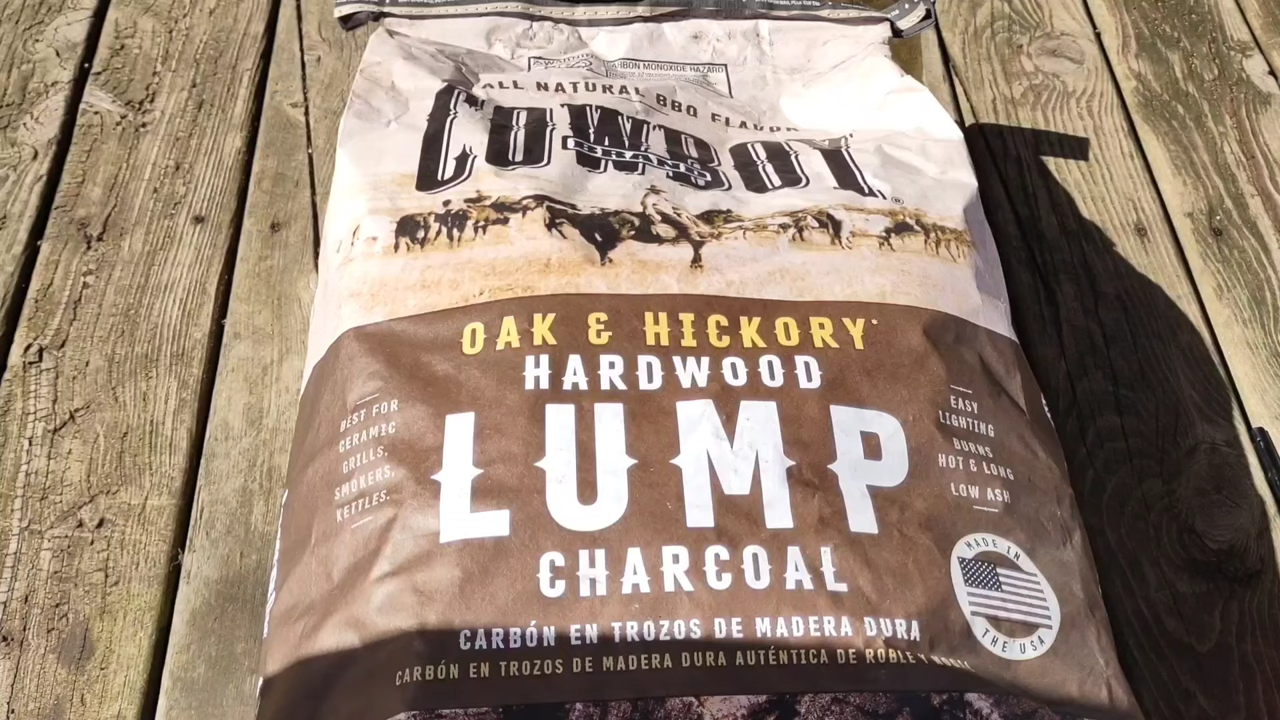 WARNING
CARBON MONOXIDE HAZARD
ALL NATURAL BBQ FLAVOR
COWBOY®
BRAND
OAK & HICKORY*
HARDWOOD
LUMP
CHARCOAL
BEST FOR
CERAMIC
GRILLS,
SMOKERS,
KETTLES.
EASY
LIGHTING
BURNS
HOT & LONG
LOW ASH
MADE IN
THE USA
CARBÓN EN TROZOS DE MADERA DURA
CARBÓN EN TROZOS DE MADERA DURA AUTÉNTICA DE ROBLE Y